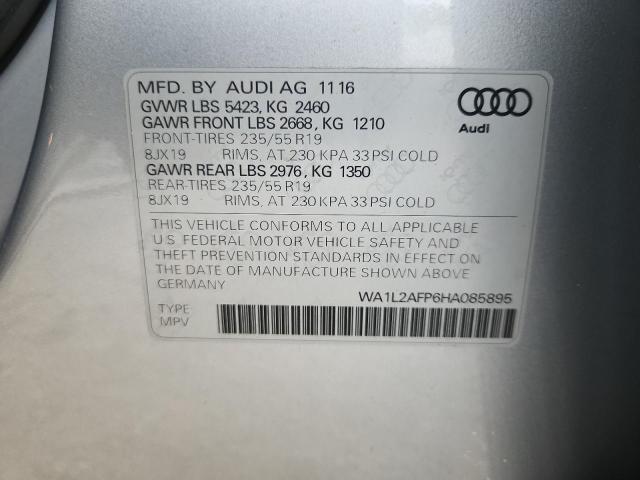 MFD. BY AUDI AG 11 16
GVWR LBS 5423, KG 2460
GAWR FRONT LBS 2668, KG 1210
FRONT-TIRES 235/55 R19
8JX19 RIMS, AT 230 KPA 33 PSI COLD
GAWR REAR LBS 2976, KG 1350
REAR-TIRES 235/55 R19
8JX19 RIMS, AT 230 KPA 33 PSI COLD
Audi
THIS VEHICLE CONFORMS TO ALL APPLICABLE
U.S. FEDERAL MOTOR VEHICLE SAFETY AND
THEFT PREVENTION STANDARDS IN EFFECT ON
THE DATE OF MANUFACTURE SHOWN ABOVE
GERMANY
WA1L2AFP6HA085895
TYPE
MPV